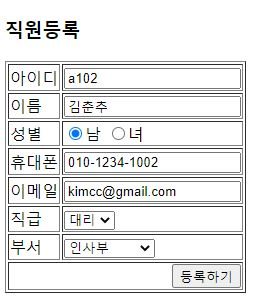 직원등록
아이디 a102
이름 김춘추
성별 남 녀
휴대폰 010-1234-1002
이메일 kimcc@gmail.com
직급 대리
부서 인사부
등록하기